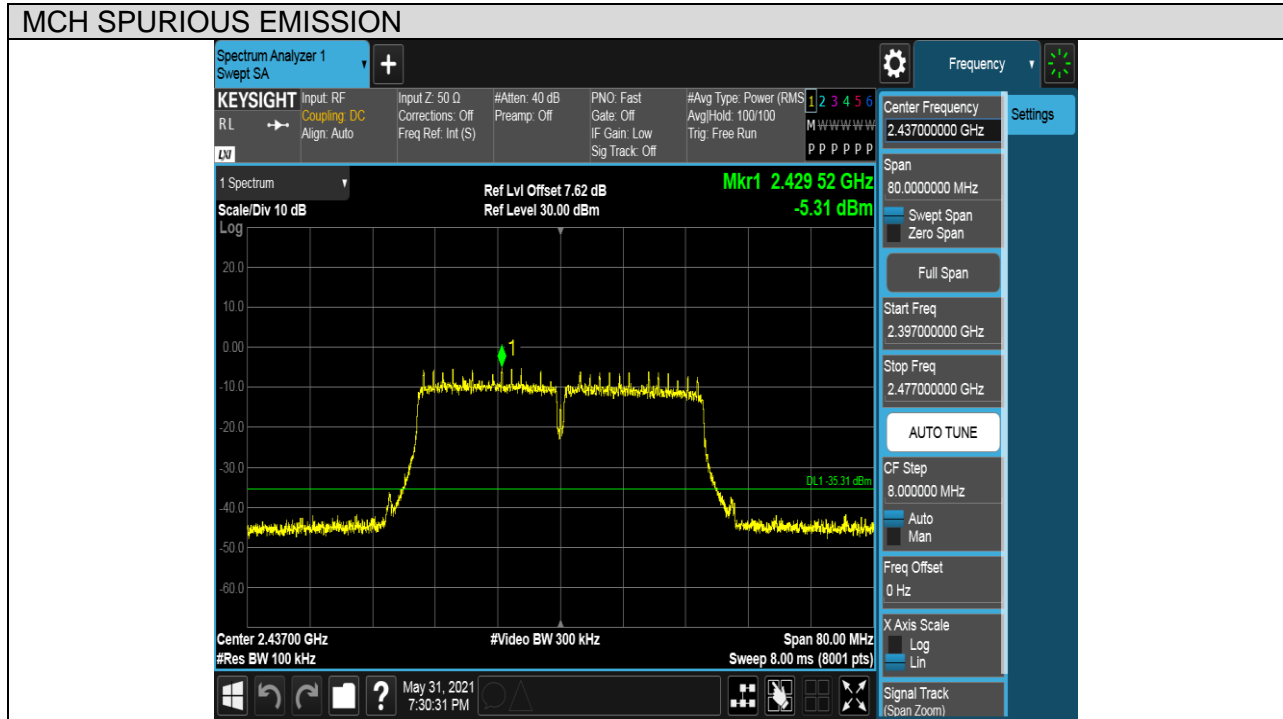 MCH SPURIOUS EMISSION
Spectrum Analyzer 1
Swept SA
+
Frequency
KEYSIGHT
RL
LXI
Input: RF
Coupling: DC
Align: Auto
Input Z: 50 Ω
Corrections: Off
Freq Ref: Int (S)
#Atten: 40 dB
Preamp: Off
PNO: Fast
Gate: Off
IF Gain: Low
Sig Track: Off
#Avg Type: Power (RMS
Avg|Hold: 100/100
Trig: Free Run
1 2 3 4 5 6
M W W W W W
P P P P P P
1 Spectrum
Scale/Div 10 dB
Log
Ref Lvl Offset 7.62 dB
Ref Level 30.00 dBm
Mkr1 2.429 52 GHz
-5.31 dBm
20.0
10.0
0.00
-10.0
-20.0
-30.0
-40.0
-50.0
-60.0
1
DL1 -35.31 dBm
Center 2.43700 GHz
#Res BW 100 kHz
#Video BW 300 kHz
Span 80.00 MHz
Sweep 8.00 ms (8001 pts)
Center Frequency
2.437000000 GHz
Settings
Span
80.0000000 MHz
Swept Span
Zero Span
Full Span
Start Freq
2.397000000 GHz
Stop Freq
2.477000000 GHz
AUTO TUNE
CF Step
8.000000 MHz
Auto
Man
Freq Offset
0 Hz
X Axis Scale
Log
Lin
Signal Track
(Span Zoom)
?
May 31, 2021
7:30:31 PM